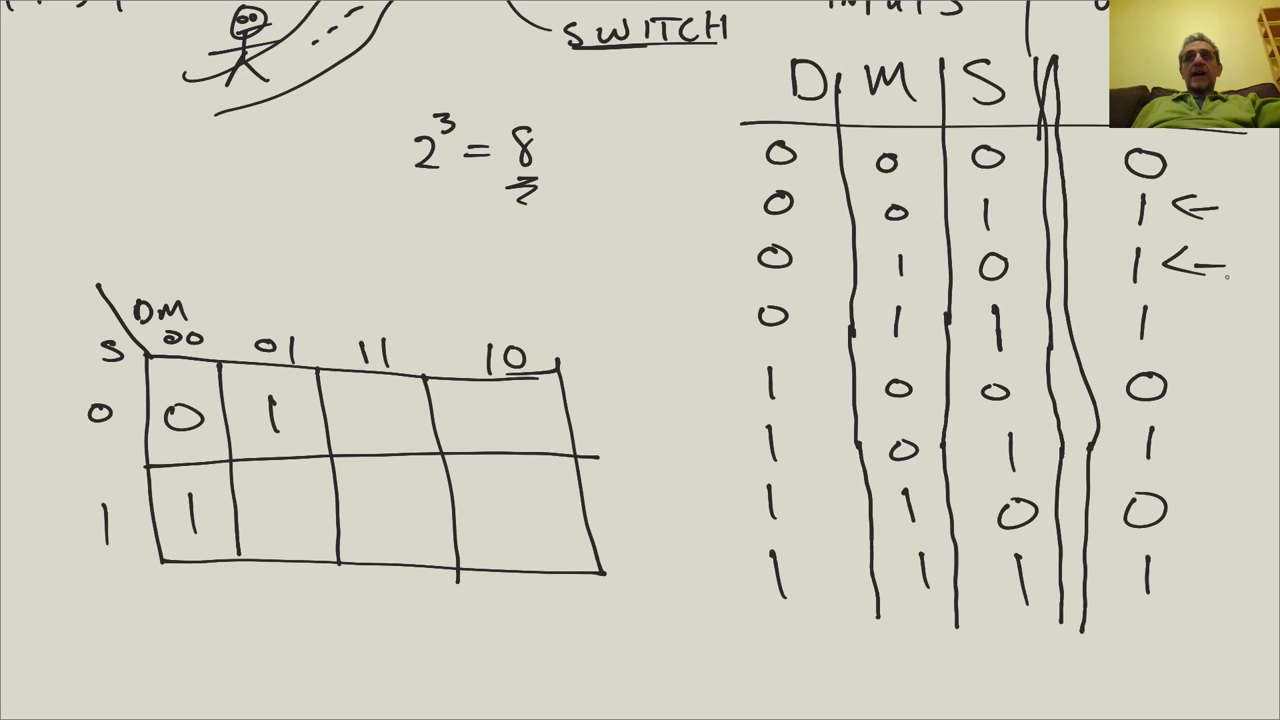 SWITCH
2³ = 8
D M S
0 0 0 0
0 0 1 1 ←
0 1 0 1 ←
0 1 1 1
1 0 0 0
1 0 1 1
1 1 0 0
1 1 1 1
DM
S 00 01 11 10
0 0 1
1 1